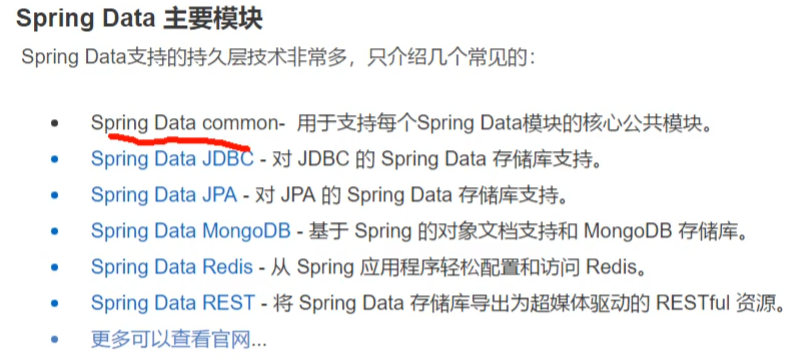 Spring Data 主要模块
Spring Data支持的持久层技术非常多，只介绍几个常见的：
Spring Data common- 用于支持每个Spring Data模块的核心公共模块。
Spring Data JDBC - 对 JDBC 的 Spring Data 存储库支持。
Spring Data JPA - 对 JPA 的 Spring Data 存储库支持。
Spring Data MongoDB - 基于 Spring 的对象文档支持和 MongoDB 存储库。
Spring Data Redis - 从 Spring 应用程序轻松配置和访问 Redis。
Spring Data REST - 将 Spring Data 存储库导出为超媒体驱动的 RESTful 资源。
更多可以查看官网...